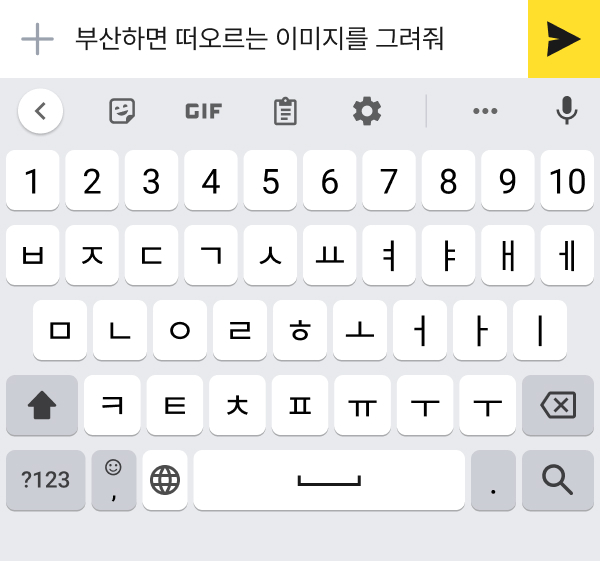 부산하면 떠오르는 이미지를 그려줘
GIF
1 2 3 4 5 6 7 8 9 10
ㅂ ㅈ ㄷ ㄱ ㅅ ㅛ ㅕ ㅑ ㅐ ㅔ
ㅁ ㄴ ㅇ ㄹ ㅎ ㅗ ㅓ ㅏ ㅣ
ㅋ ㅌ ㅊ ㅍ ㅠ ㅜ ㅜ
?123 , .